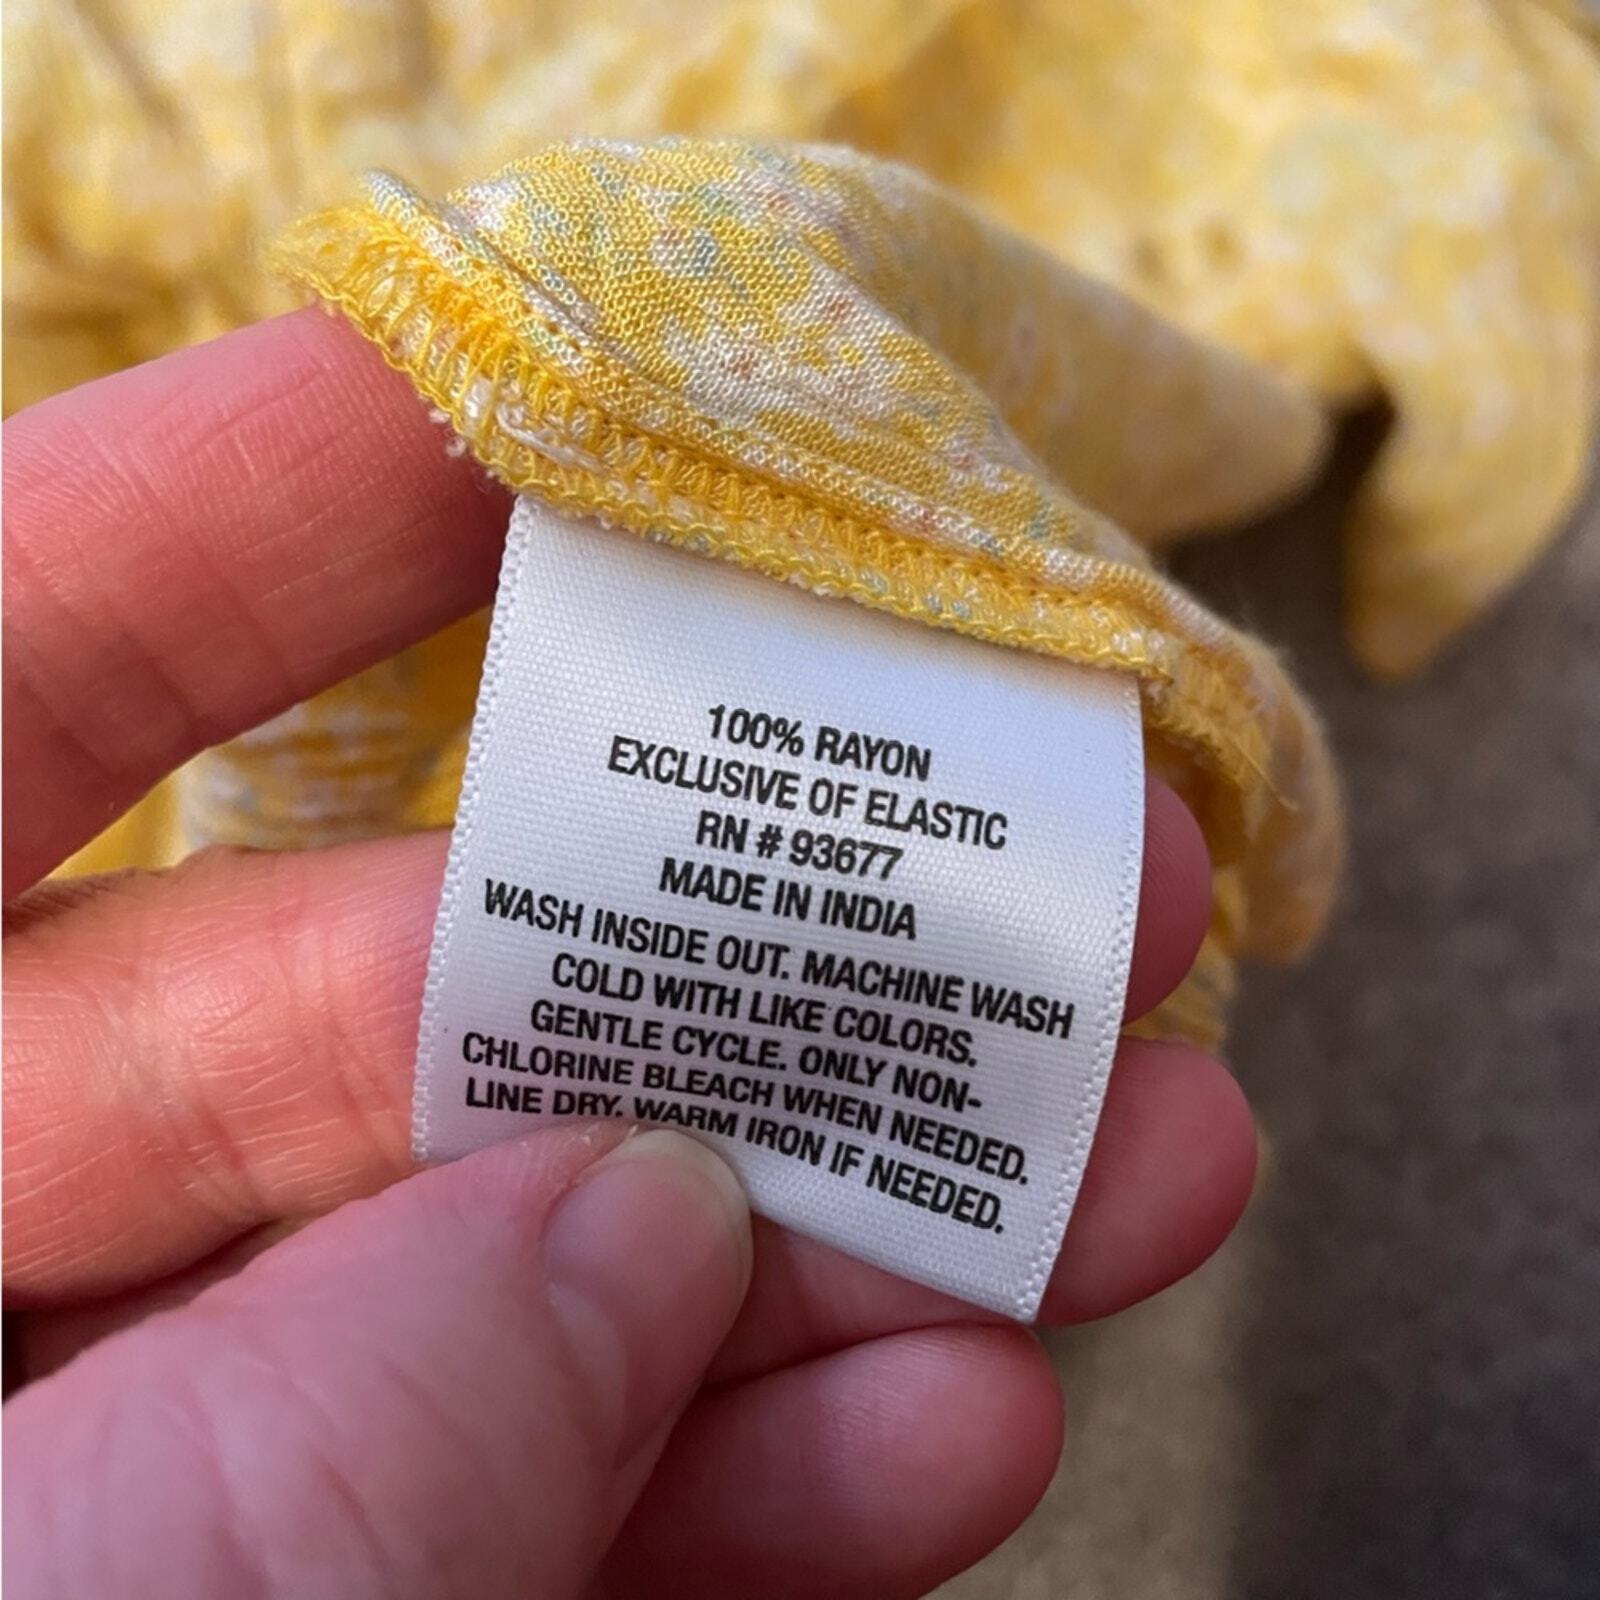 100% RAYON
EXCLUSIVE OF ELASTIC
RN # 93677
MADE IN INDIA
WASH INSIDE OUT. MACHINE WASH
COLD WITH LIKE COLORS.
GENTLE CYCLE. ONLY NON-
CHLORINE BLEACH WHEN NEEDED.
LINE DRY. WARM IRON IF NEEDED.